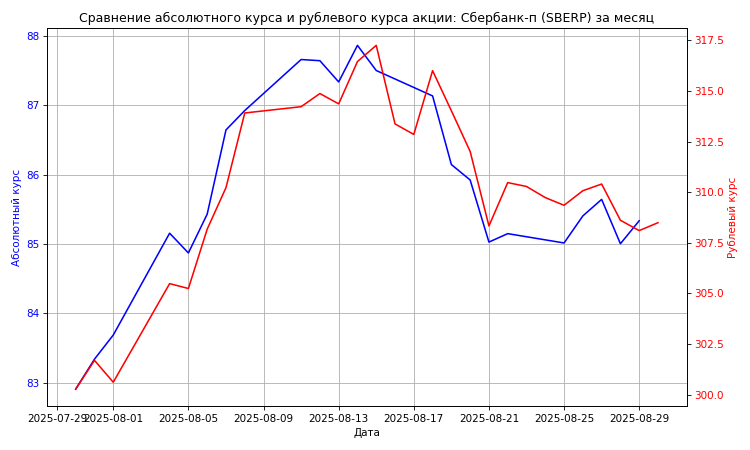 Сравнение абсолютного курса и рублевого курса акции: Сбербанк-п (SBERP) за месяц
Абсолютный курс
88
87
86
85
84
83
317.5
315.0
312.5
310.0
307.5
305.0
302.5
300.0
Рублевый курс
2025-07-29 2025-08-01 2025-08-05 2025-08-09 2025-08-13 2025-08-17 2025-08-21 2025-08-25 2025-08-29
Дата